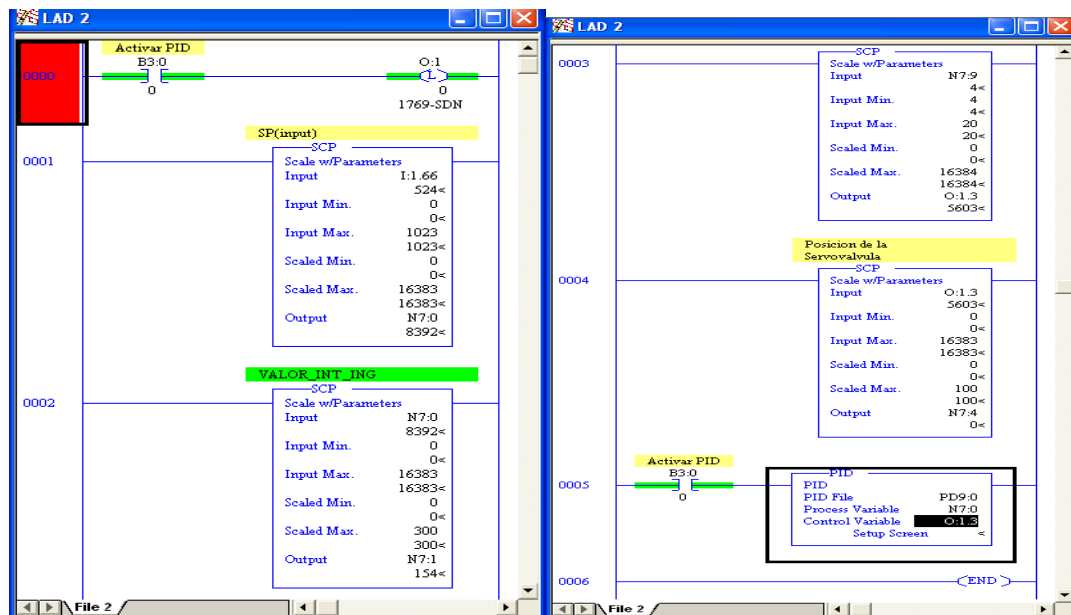 LAD 2
Activar PID
B3:0
0
O:1
L
0
1769-SDN
0000
SP(input)
0001
SCP
Scale w/Parameters
Input I:1.66
524<
Input Min. 0
0<
Input Max. 1023
1023<
Scaled Min. 0
0<
Scaled Max. 16383
16383<
Output N7:0
8392<
VALOR_INT_ING
0002
SCP
Scale w/Parameters
Input N7:0
8392<
Input Min. 0
0<
Input Max. 16383
16383<
Scaled Min. 0
0<
Scaled Max. 300
300<
Output N7:1
154<
File 2
LAD 2
0003
SCP
Scale w/Parameters
Input N7:9
4<
Input Min. 4
4<
Input Max. 20
20<
Scaled Min. 0
0<
Scaled Max. 16384
16384<
Output O:1.3
5603<
Posicion de la
Servovalvula
0004
SCP
Scale w/Parameters
Input O:1.3
5603<
Input Min. 0
0<
Input Max. 16383
16383<
Scaled Min. 0
0<
Scaled Max. 100
100<
Output N7:4
0<
Activar PID
B3:0
0
0005
PID
PID
PID File PD9:0
Process Variable N7:0
Control Variable O:1.3
Setup Screen <
0006
END
File 2